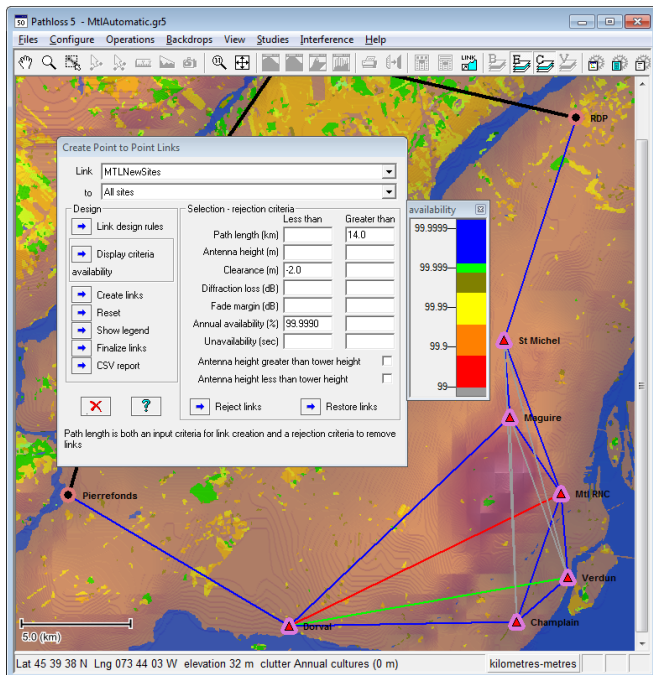 Pathloss 5 - MtlAutomatic.gr5
Files Configure Operations Backdrops View Studies Interference Help
LINK
RDP
Create Point to Point Links
Link MTLNewSites
to All sites
Design
Link design rules
Display criteria
availability
Create links
Reset
Show legend
Finalize links
CSV report
Selection - rejection criteria
Less than Greater than
Path length (km) 14.0
Antenna height (m)
Clearance (m) -2.0
Diffraction loss (dB)
Fade margin (dB)
Annual availability (%) 99.9990
Unavailability (sec)
Antenna height greater than tower height
Antenna height less than tower height
Reject links Restore links
Path length is both an input criteria for link creation and a rejection criteria to remove
links
availability
99.9999
99.999
99.99
99.9
99
St Michel
Maguire
Mtl RNC
Pierrefonds
Verdun
Champlain
Dorval
5.0 (km)
Lat 45 39 38 N Lng 073 44 03 W elevation 32 m clutter Annual cultures (0 m) kilometres-metres